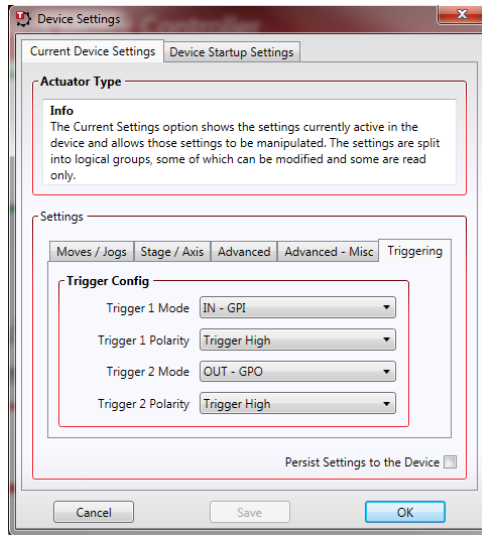 Device Settings
Current Device Settings
Device Startup Settings
Actuator Type
Info
The Current Settings option shows the settings currently active in the
device and allows those settings to be manipulated. The settings are split
into logical groups, some of which can be modified and some are read
only.
Settings
Moves / Jogs
Stage / Axis
Advanced
Advanced - Misc
Triggering
Trigger Config
Trigger 1 Mode
IN - GPI
Trigger 1 Polarity
Trigger High
Trigger 2 Mode
OUT - GPO
Trigger 2 Polarity
Trigger High
Persist Settings to the Device
Cancel
Save
OK